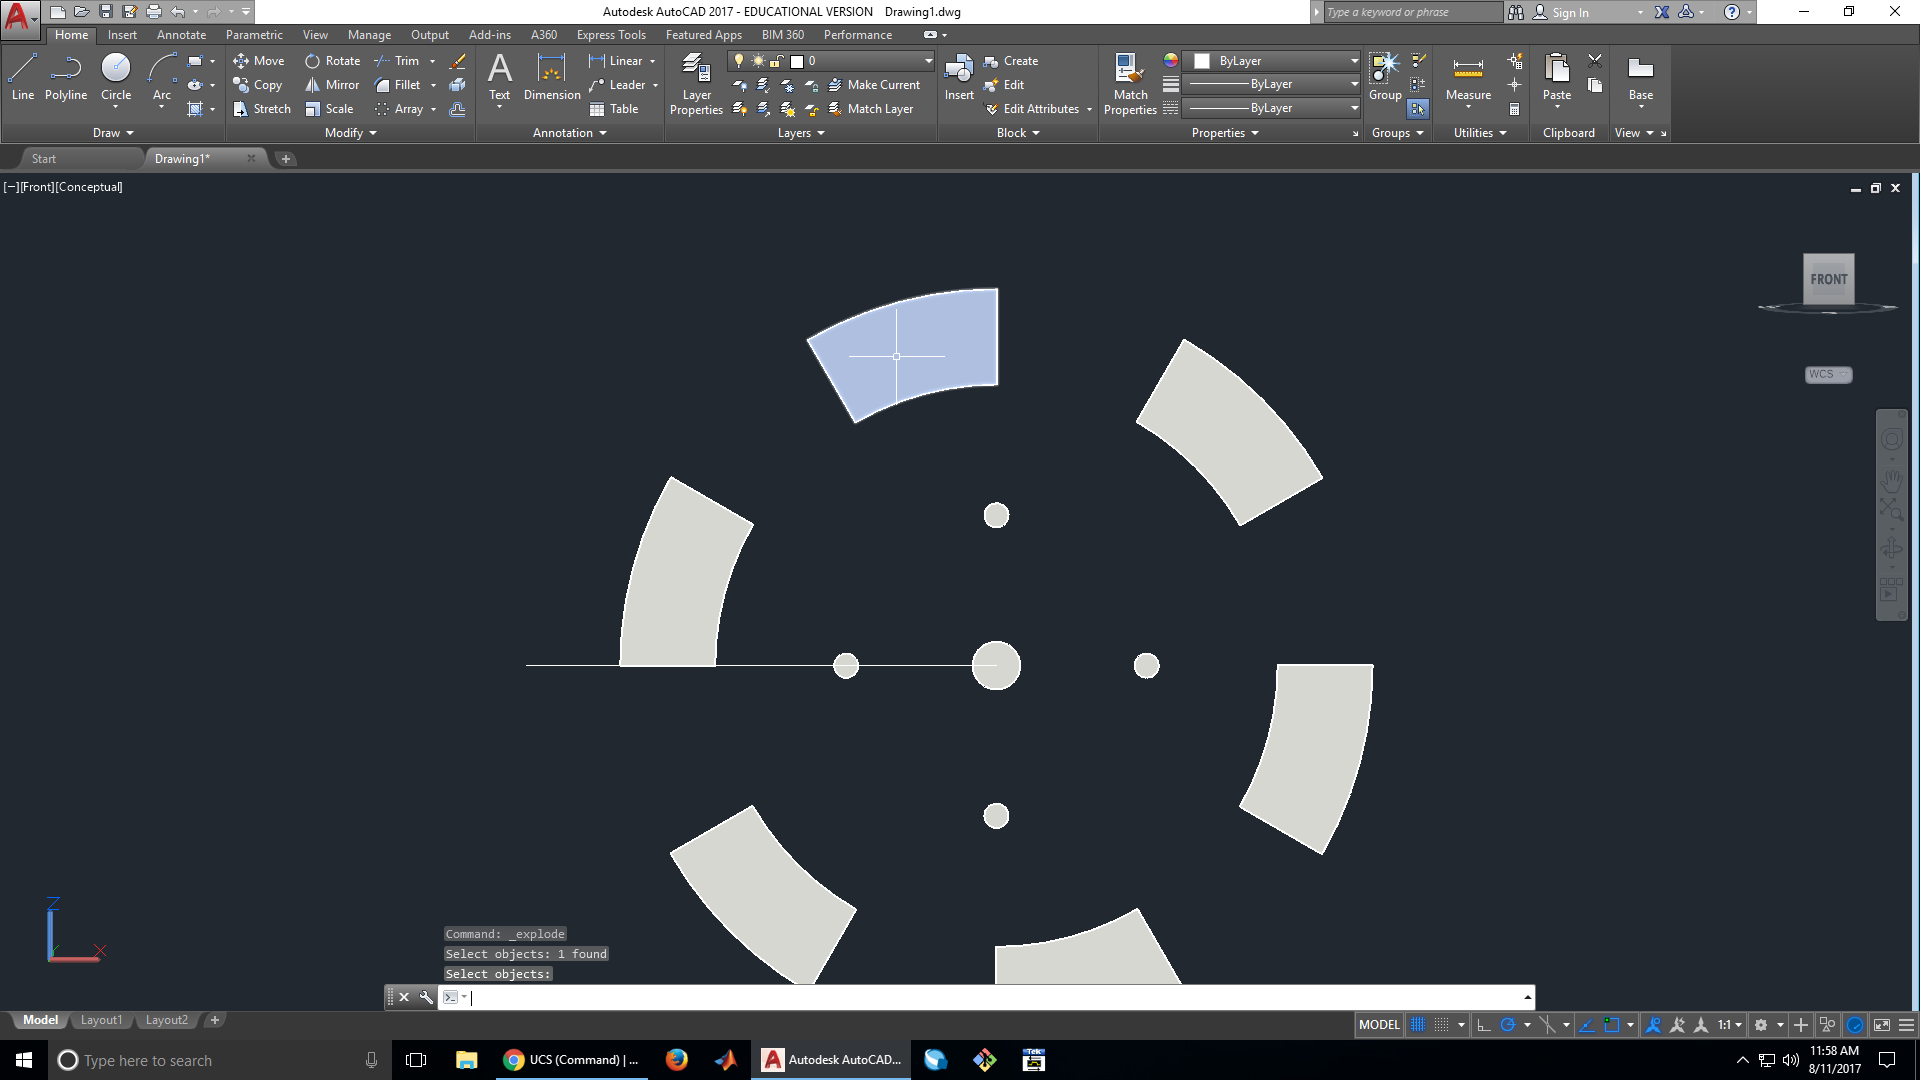 Autodesk AutoCAD 2017 - EDUCATIONAL VERSION Drawing1.dwg
Type a keyword or phrase
Sign In
Home Insert Annotate Parametric View Manage Output Add-ins A360 Express Tools Featured Apps BIM 360 Performance
Line Polyline Circle Arc
Draw
Move Rotate Trim
Copy Mirror Fillet
Stretch Scale Array
Modify
Text Dimension
Linear
Leader
Table
Annotation
Layer Properties
0
Make Current
Match Layer
Layers
Insert
Create
Edit
Edit Attributes
Block
Match Properties
ByLayer
ByLayer
ByLayer
Properties
Group
Groups
Measure
Utilities
Paste
Clipboard
Base
View
Start Drawing1*
[−][Front][Conceptual]
FRONT
WCS
Z
X
Command: _explode
Select objects: 1 found
Select objects:
Model Layout1 Layout2
MODEL 1:1
Type here to search
UCS (Command) | ...
Autodesk AutoCAD...
Tek
11:58 AM
8/11/2017